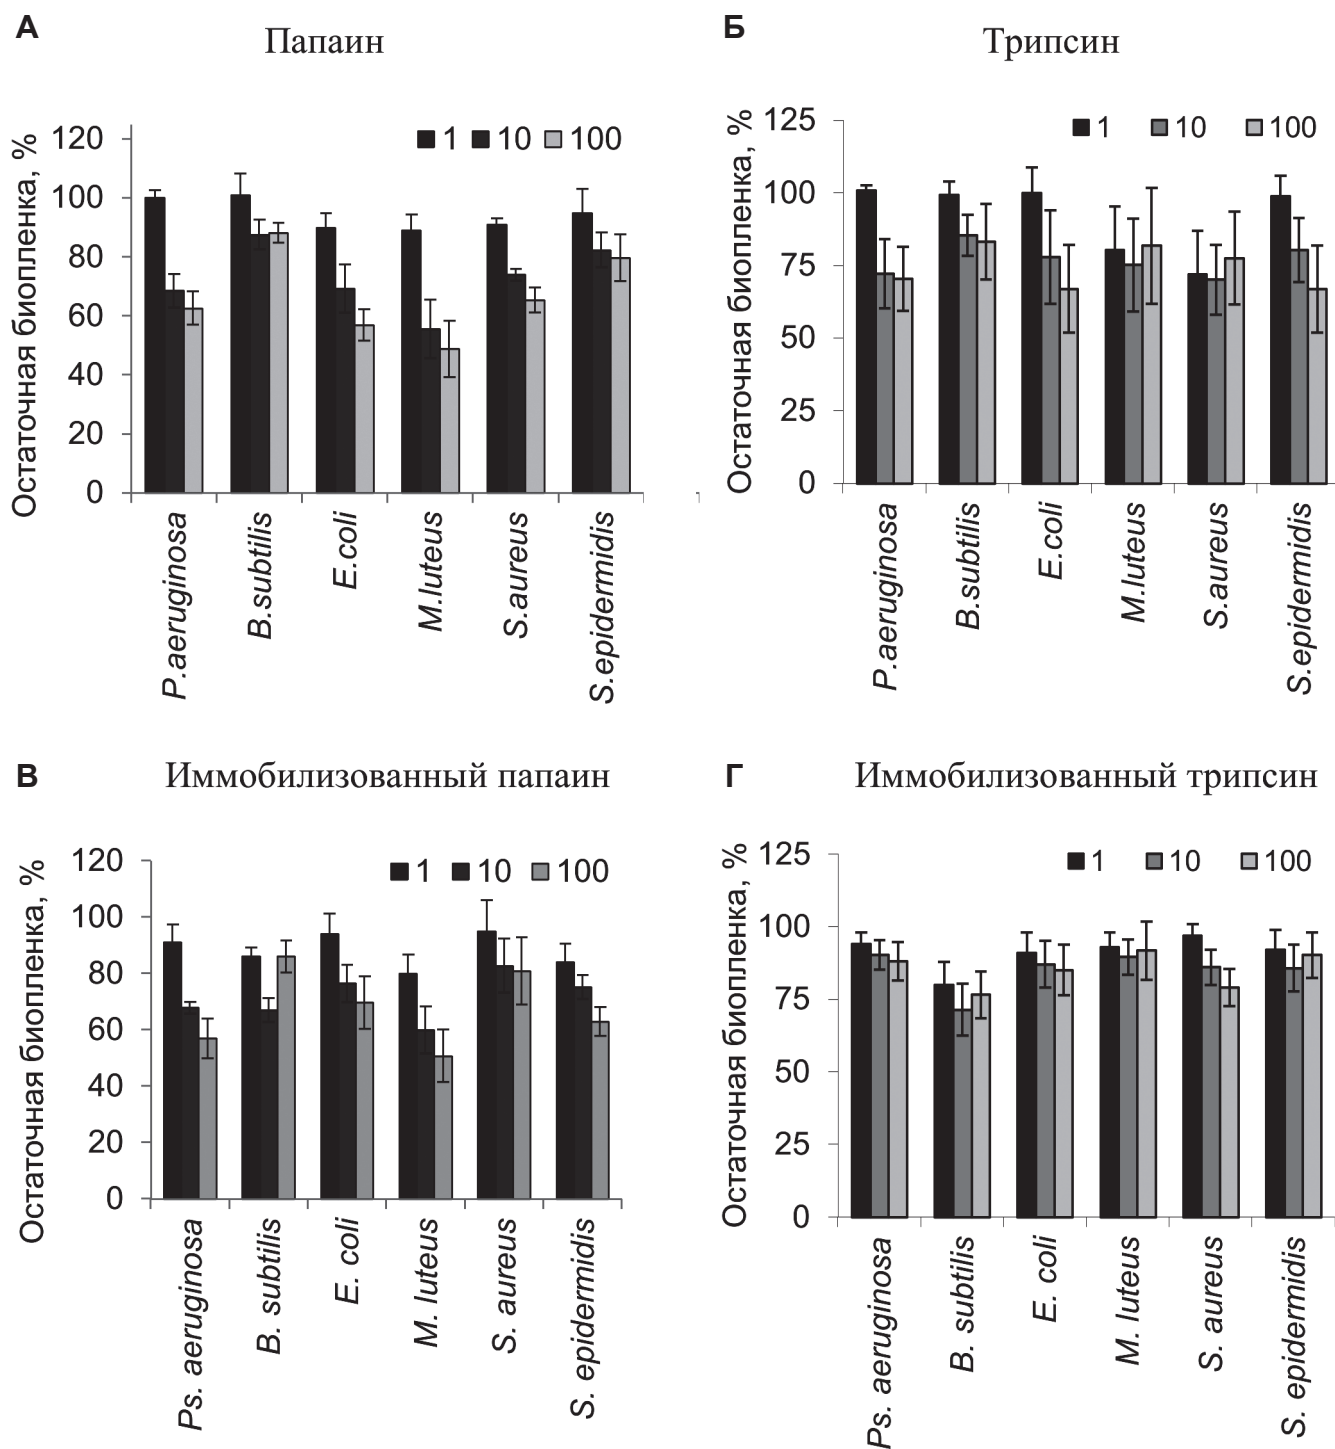 А
Папаин
Остаточная биопленка, %
120
100
80
60
40
20
0
1 10 100
P.aeruginosa
B.subtilis
E.coli
M.luteus
S.aureus
S.epidermidis
Б
Трипсин
Остаточная биопленка, %
125
100
75
50
25
0
1 10 100
P.aeruginosa
B.subtilis
E.coli
M.luteus
S.aureus
S.epidermidis
В
Иммобилизованный папаин
Остаточная биопленка, %
120
100
80
60
40
20
0
1 10 100
Ps. aeruginosa
B. subtilis
E. coli
M. luteus
S. aureus
S. epidermidis
Г
Иммобилизованный трипсин
Остаточная биопленка, %
125
100
75
50
25
0
1 10 100
Ps. aeruginosa
B. subtilis
E. coli
M. luteus
S. aureus
S. epidermidis